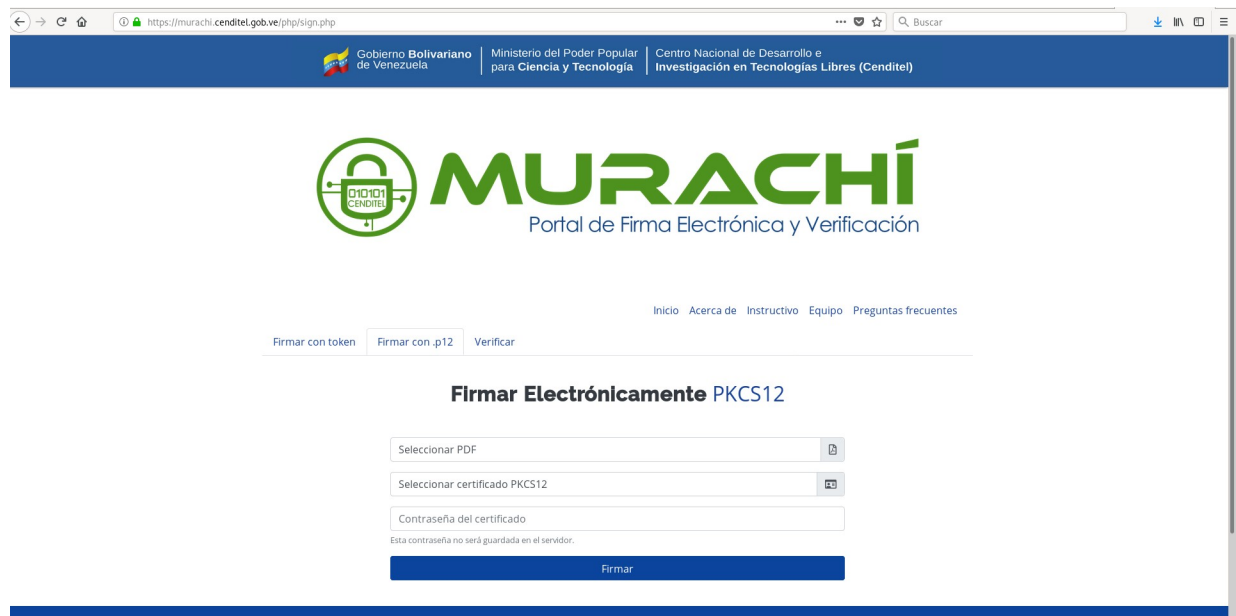 https://murachi.cenditel.gob.ve/php/sign.php
Buscar
Gobierno Bolivariano
de Venezuela
Ministerio del Poder Popular
para Ciencia y Tecnología
Centro Nacional de Desarrollo e
Investigación en Tecnologías Libres (Cenditel)
010101
CENDITEL
MURACHÍ
Portal de Firma Electrónica y Verificación
Inicio Acerca de Instructivo Equipo Preguntas frecuentes
Firmar con token Firmar con .p12 Verificar
Firmar Electrónicamente PKCS12
Seleccionar PDF
Seleccionar certificado PKCS12
Contraseña del certificado
Esta contraseña no será guardada en el servidor.
Firmar